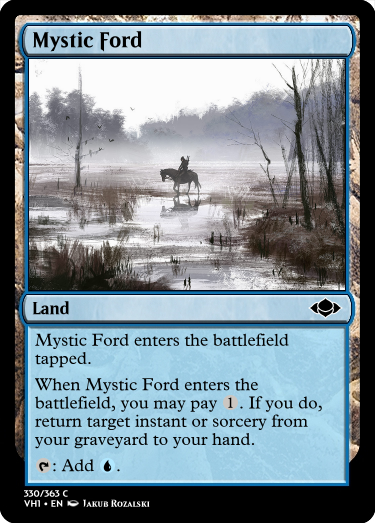 Mystic Ford
Land
Mystic Ford enters the battlefield
tapped.
When Mystic Ford enters the
battlefield, you may pay 1. If you do,
return target instant or sorcery from
your graveyard to your hand.
: Add .
330/363 C
VH1 • EN Jakub Rozalski